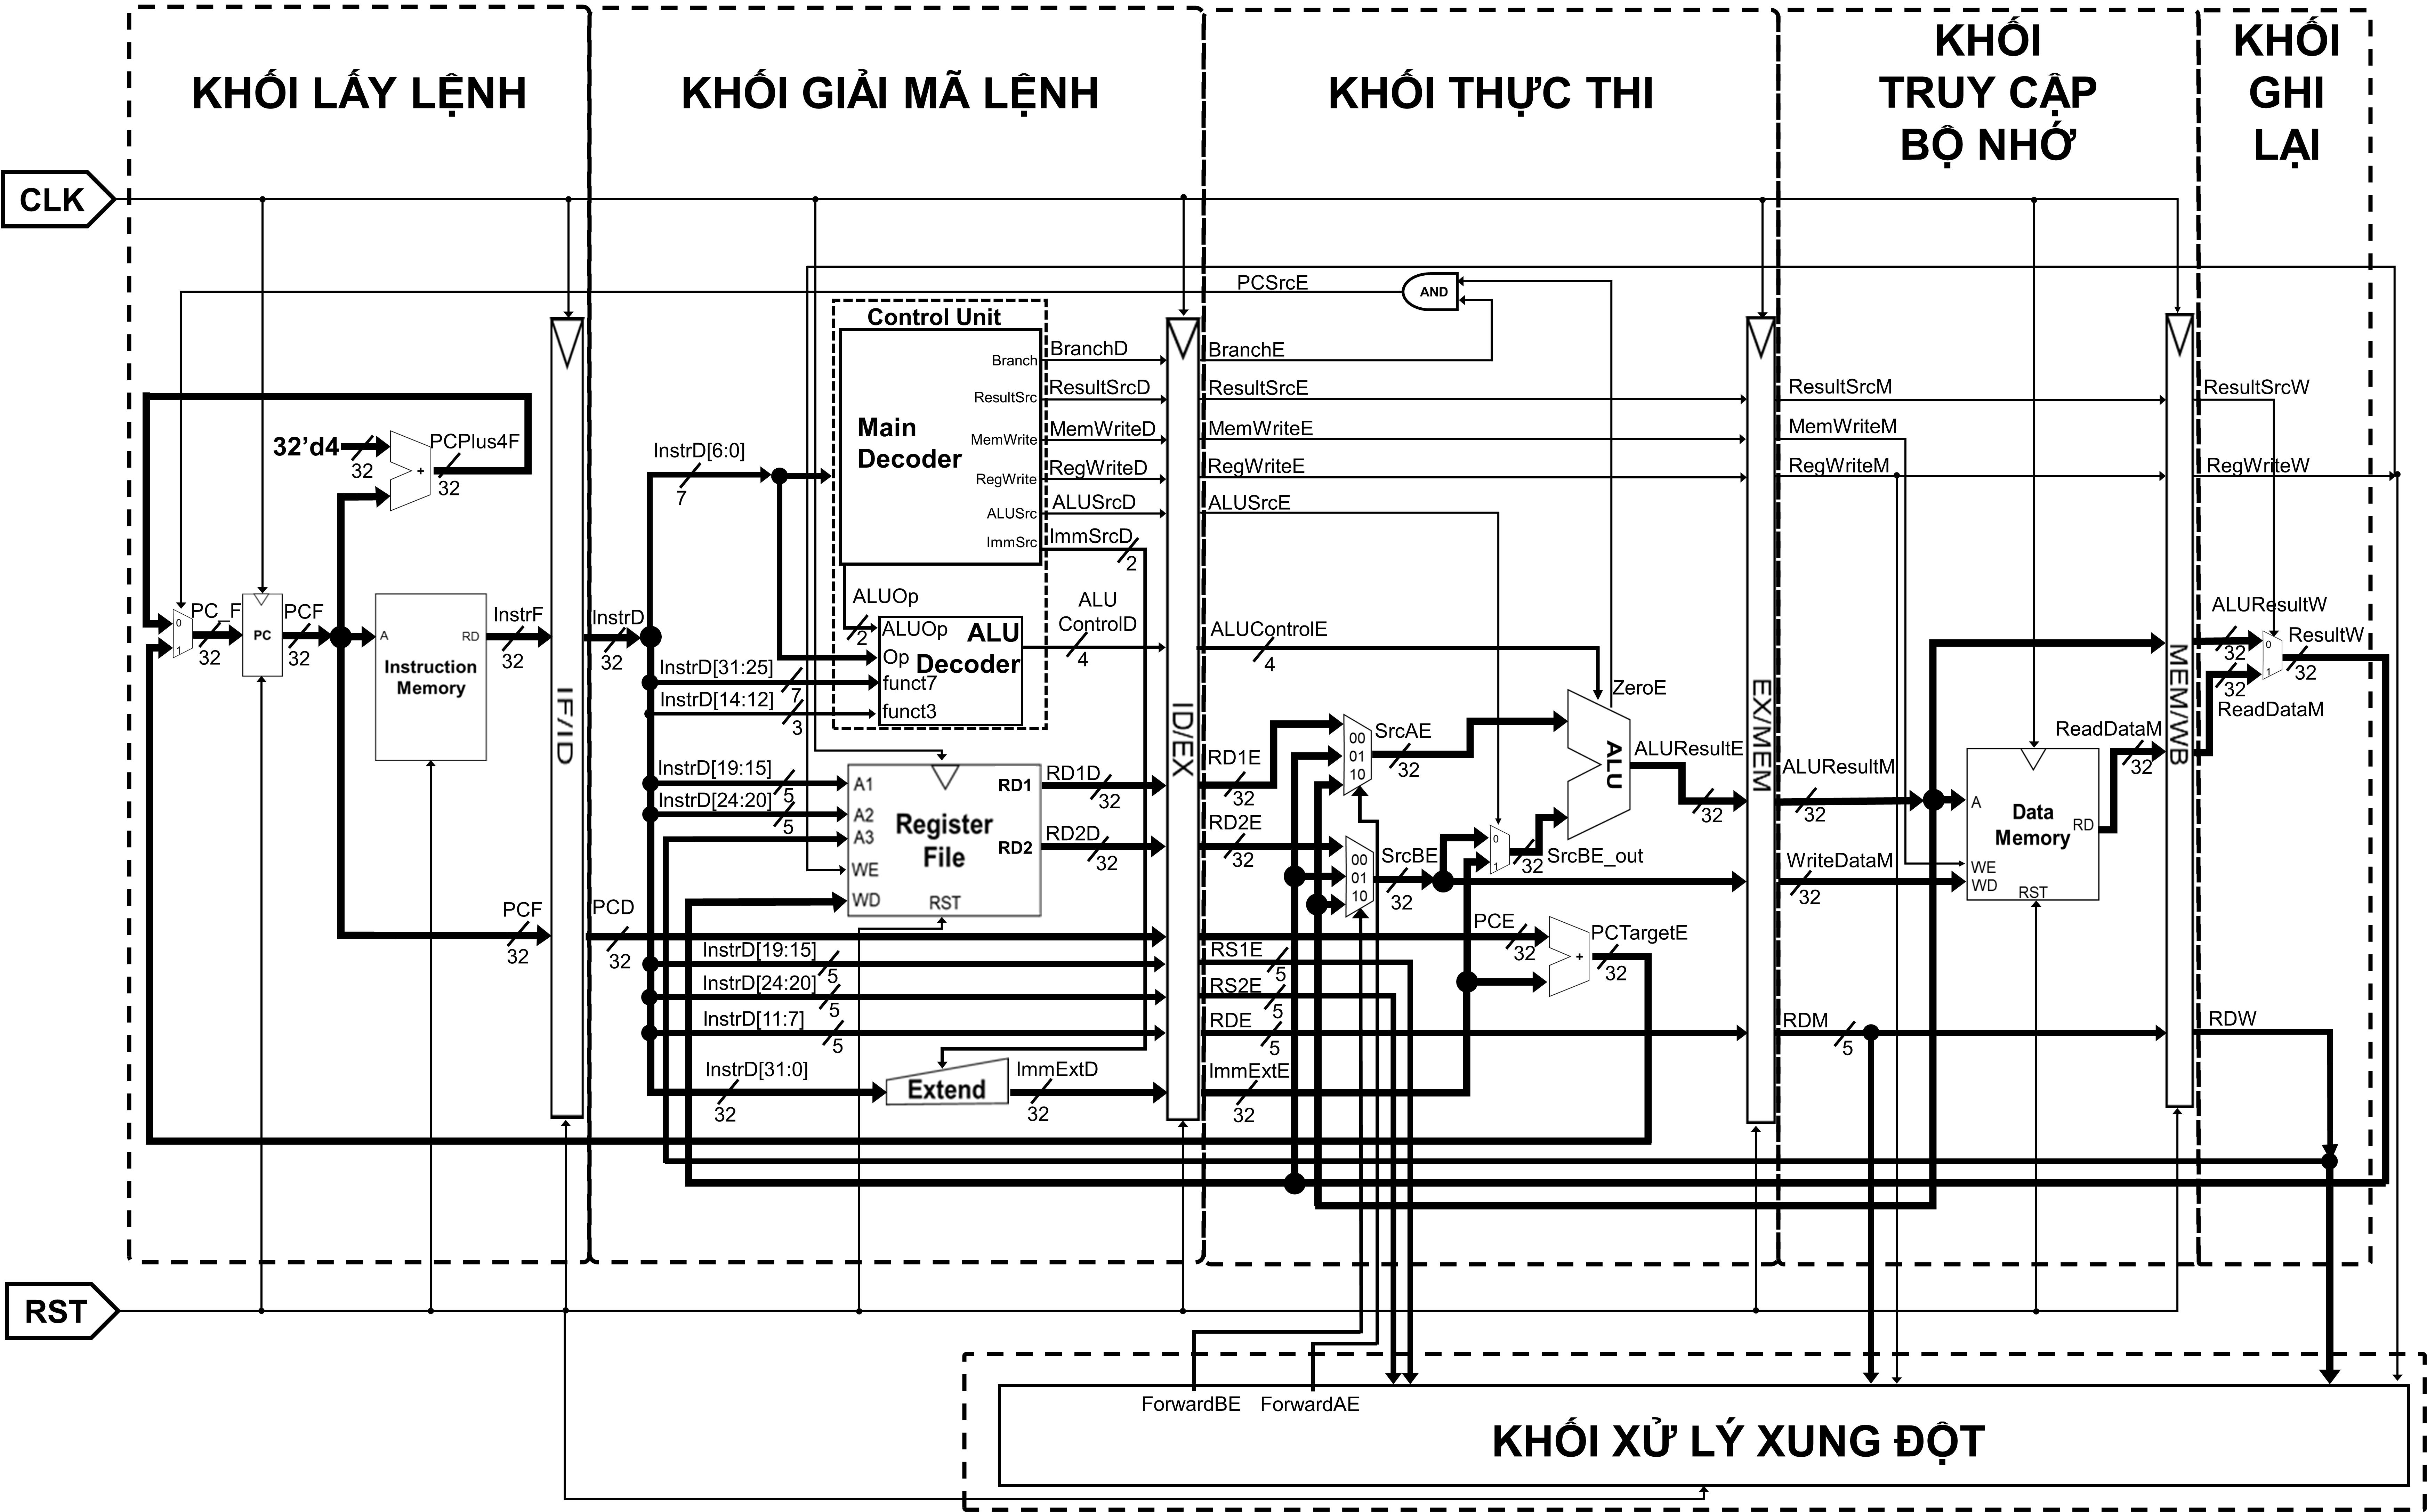 KHỐI LẤY LỆNH
KHỐI GIẢI MÃ LỆNH
KHỐI THỰC THI
KHỐI
TRUY CẬP
BỘ NHỚ
KHỐI
GHI
LẠI
CLK
PCSrcE
AND
Control Unit
Branch
BranchD
BranchE
ResultSrc
ResultSrcD
ResultSrcE
ResultSrcM
ResultSrcW
Main
Decoder
MemWrite
MemWriteD
MemWriteE
MemWriteM
RegWrite
RegWriteD
RegWriteE
RegWriteM
RegWriteW
ALUSrc
ALUSrcD
ALUSrcE
ImmSrc
ImmSrcD
2
32'd4
32
+
PCPlus4F
32
InstrD[6:0]
7
0
1
PC_F
32
PC
PCF
32
A
RD
Instruction
Memory
InstrF
32
IF/ID
InstrD
32
ALUOp
2
ALUOp
ALU
Decoder
Op
funct7
funct3
ALU
ControlD
4
InstrD[31:25]
7
InstrD[14:12]
3
ID/EX
ALUControlE
4
InstrD[19:15]
5
InstrD[24:20]
5
A1
A2
A3
WE
WD
Register
File
RD1
RD2
RST
RD1D
32
RD2D
32
RD1E
32
RD2E
32
00
01
10
SrcAE
32
00
01
10
SrcBE
32
0
1
32
SrcBE_out
ZeroE
ALU
ALUResultE
32
EX/MEM
ALUResultM
32
WriteDataM
32
A
Data
Memory
RD
WE
WD
RST
ReadDataM
32
MEM/WB
ALUResultW
32
32
0
1
ResultW
32
ReadDataM
PCF
32
PCD
32
InstrD[19:15]
5
InstrD[24:20]
5
InstrD[11:7]
5
InstrD[31:0]
32
Extend
ImmExtD
32
PCE
32
+
PCTargetE
32
RS1E
5
RS2E
5
RDE
5
ImmExtE
32
RDM
5
RDW
RST
ForwardBE
ForwardAE
KHỐI XỬ LÝ XUNG ĐỘT